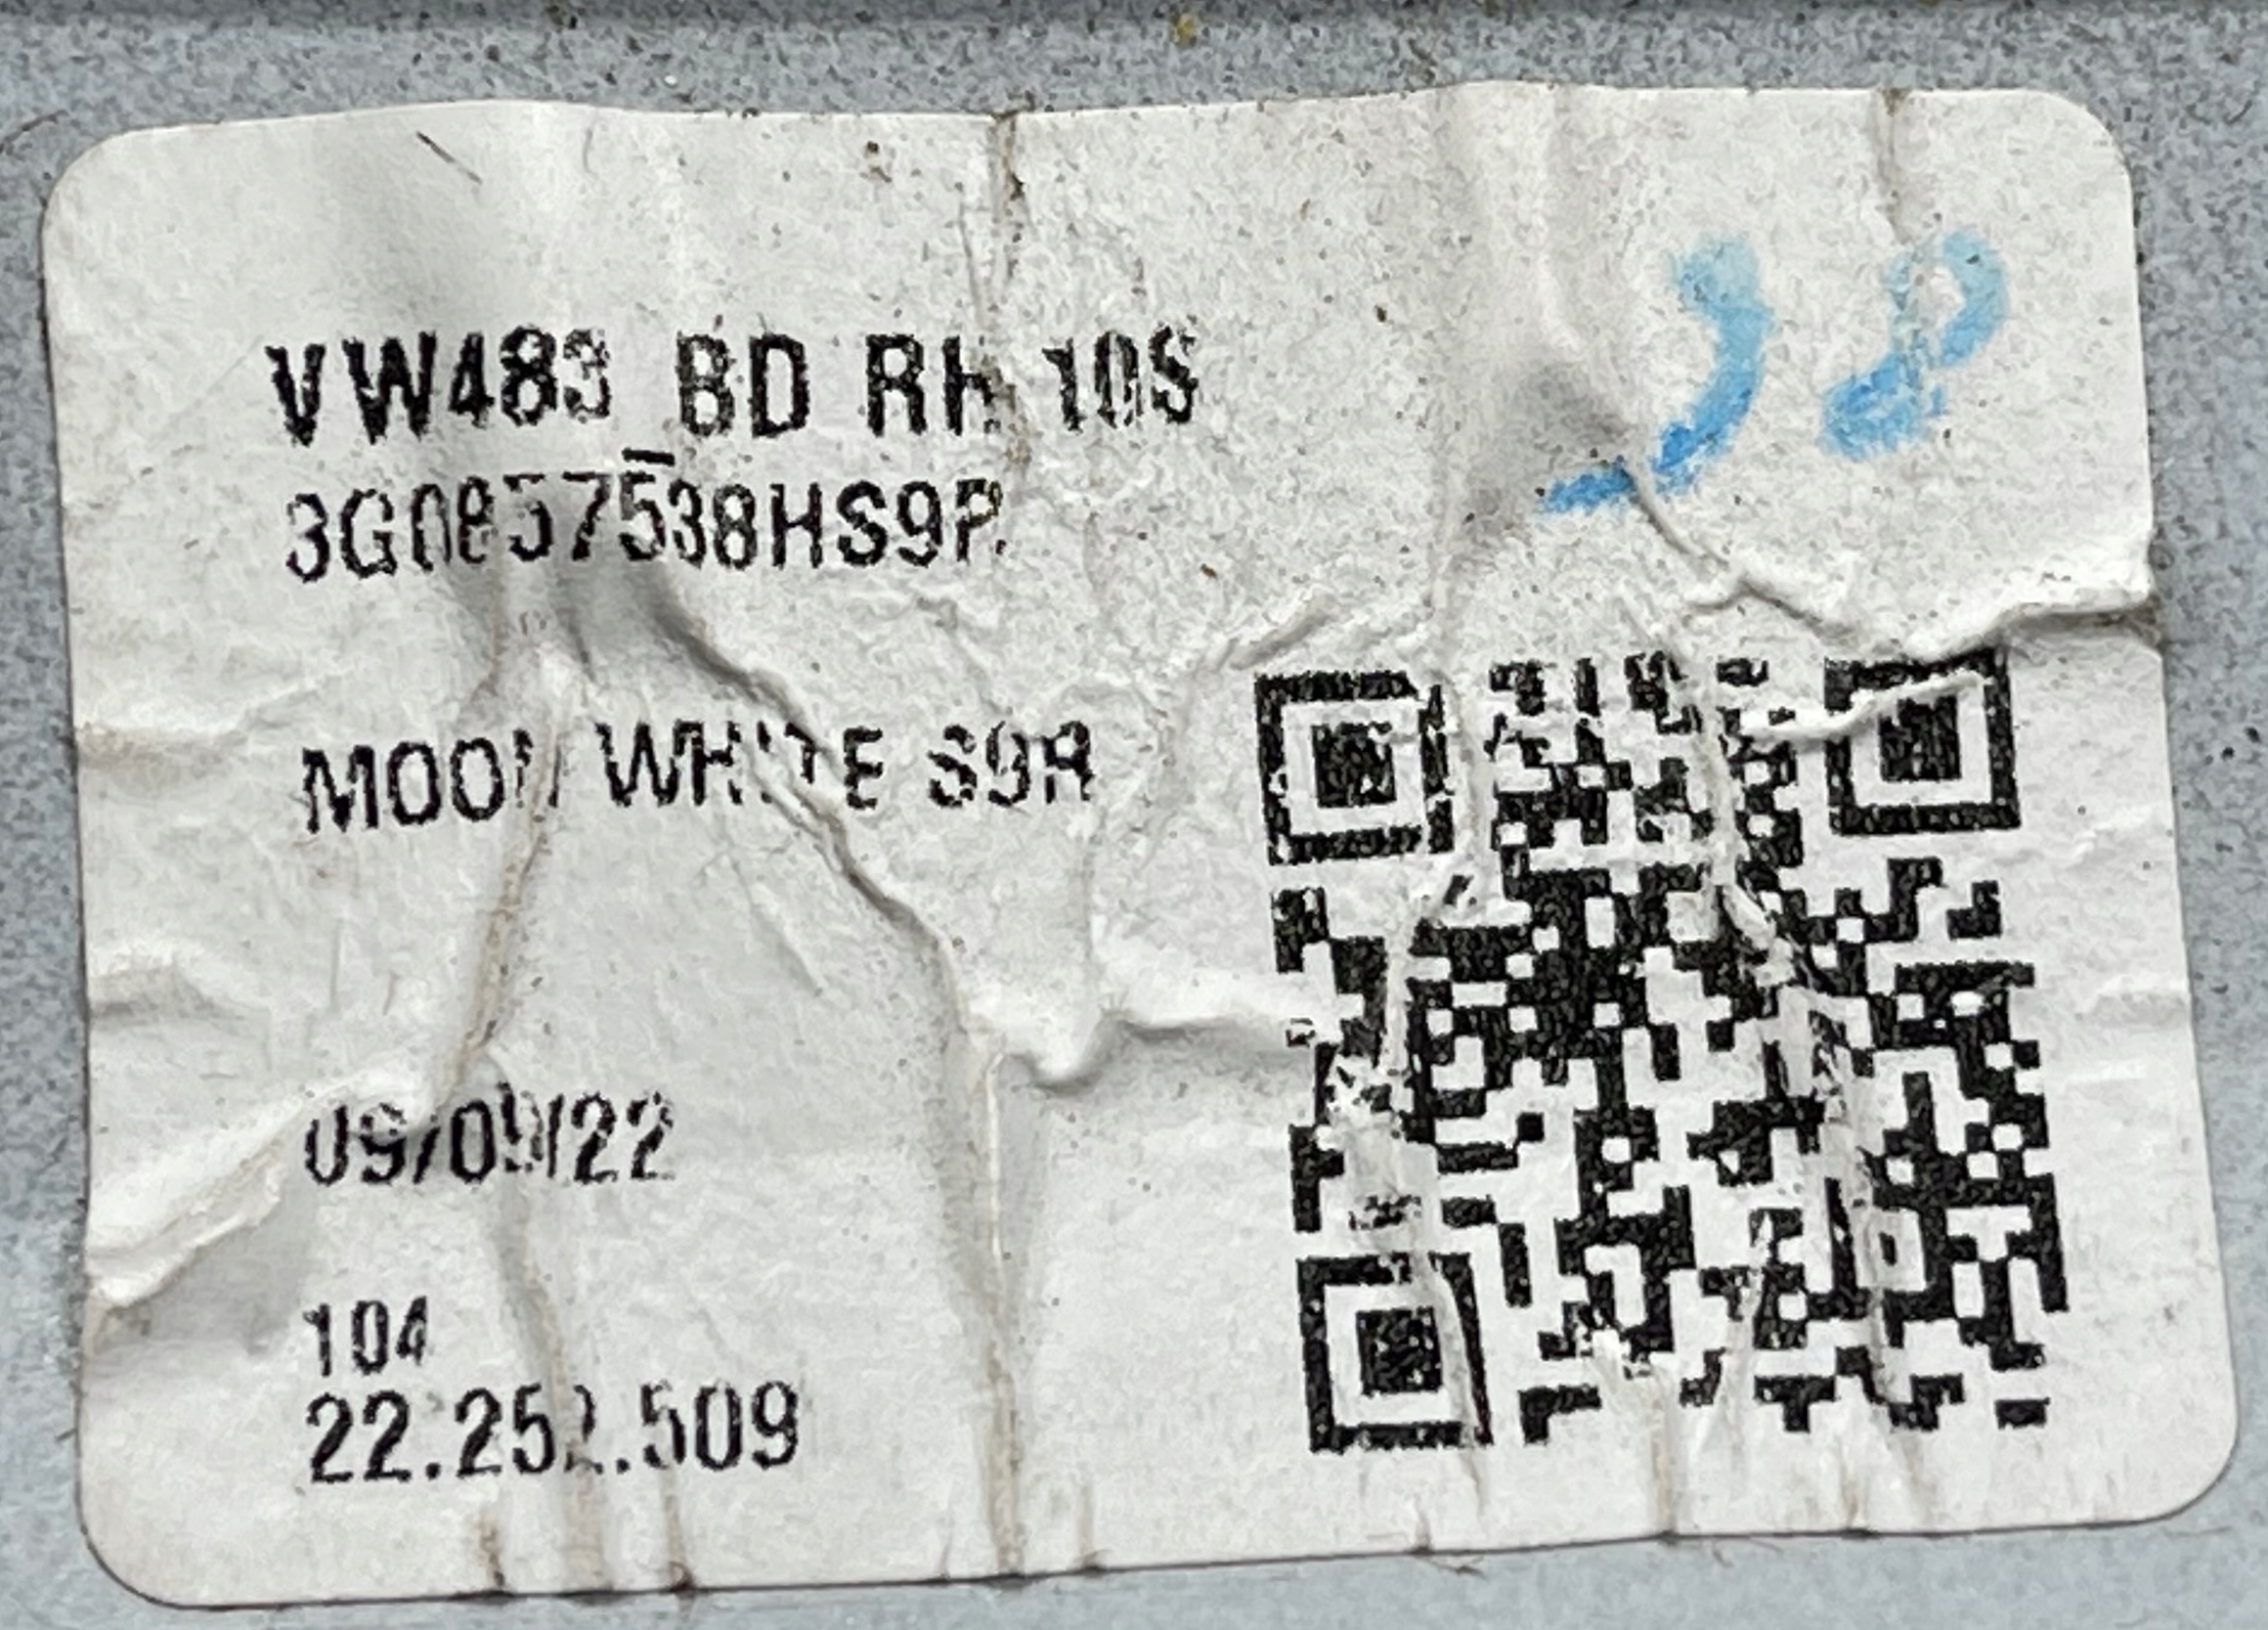 VW483 BD RH 10S
3G0857538HS9R
MOON WHITE S9R
09/09/22
104
22.252.509